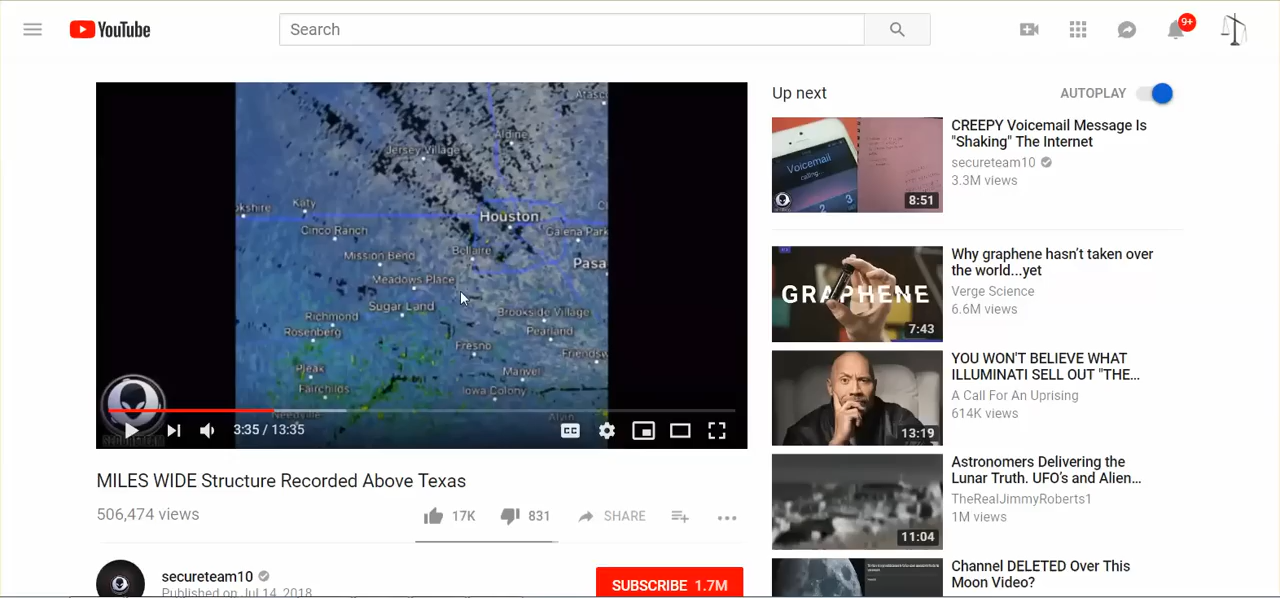 YouTube
Search
9+
Jersey Village
Aldine
Katy
Houston
Cinco Ranch
Galena Park
Bellaire
Mission Bend
Pasa
Meadows Place
Sugar Land
Brookside Village
Richmond
Rosenberg
Pearland
Fresno
Friendsw
Pleak
Manvel
Fairchilds
Iowa Colony
Needville
3:35 / 13:35
CC
MILES WIDE Structure Recorded Above Texas
506,474 views
17K
831
SHARE
secureteam10
Published on Jul 14, 2018
SUBSCRIBE 1.7M
Up next
AUTOPLAY
Voicemail
calling...
2 3
8:51
CREEPY Voicemail Message Is
"Shaking" The Internet
secureteam10
3.3M views
GRAPHENE
7:43
Why graphene hasn't taken over
the world...yet
Verge Science
6.6M views
13:19
YOU WON'T BELIEVE WHAT
ILLUMINATI SELL OUT "THE...
A Call For An Uprising
614K views
11:04
Astronomers Delivering the
Lunar Truth. UFO's and Alien...
TheRealJimmyRoberts1
1M views
Channel DELETED Over This
Moon Video?